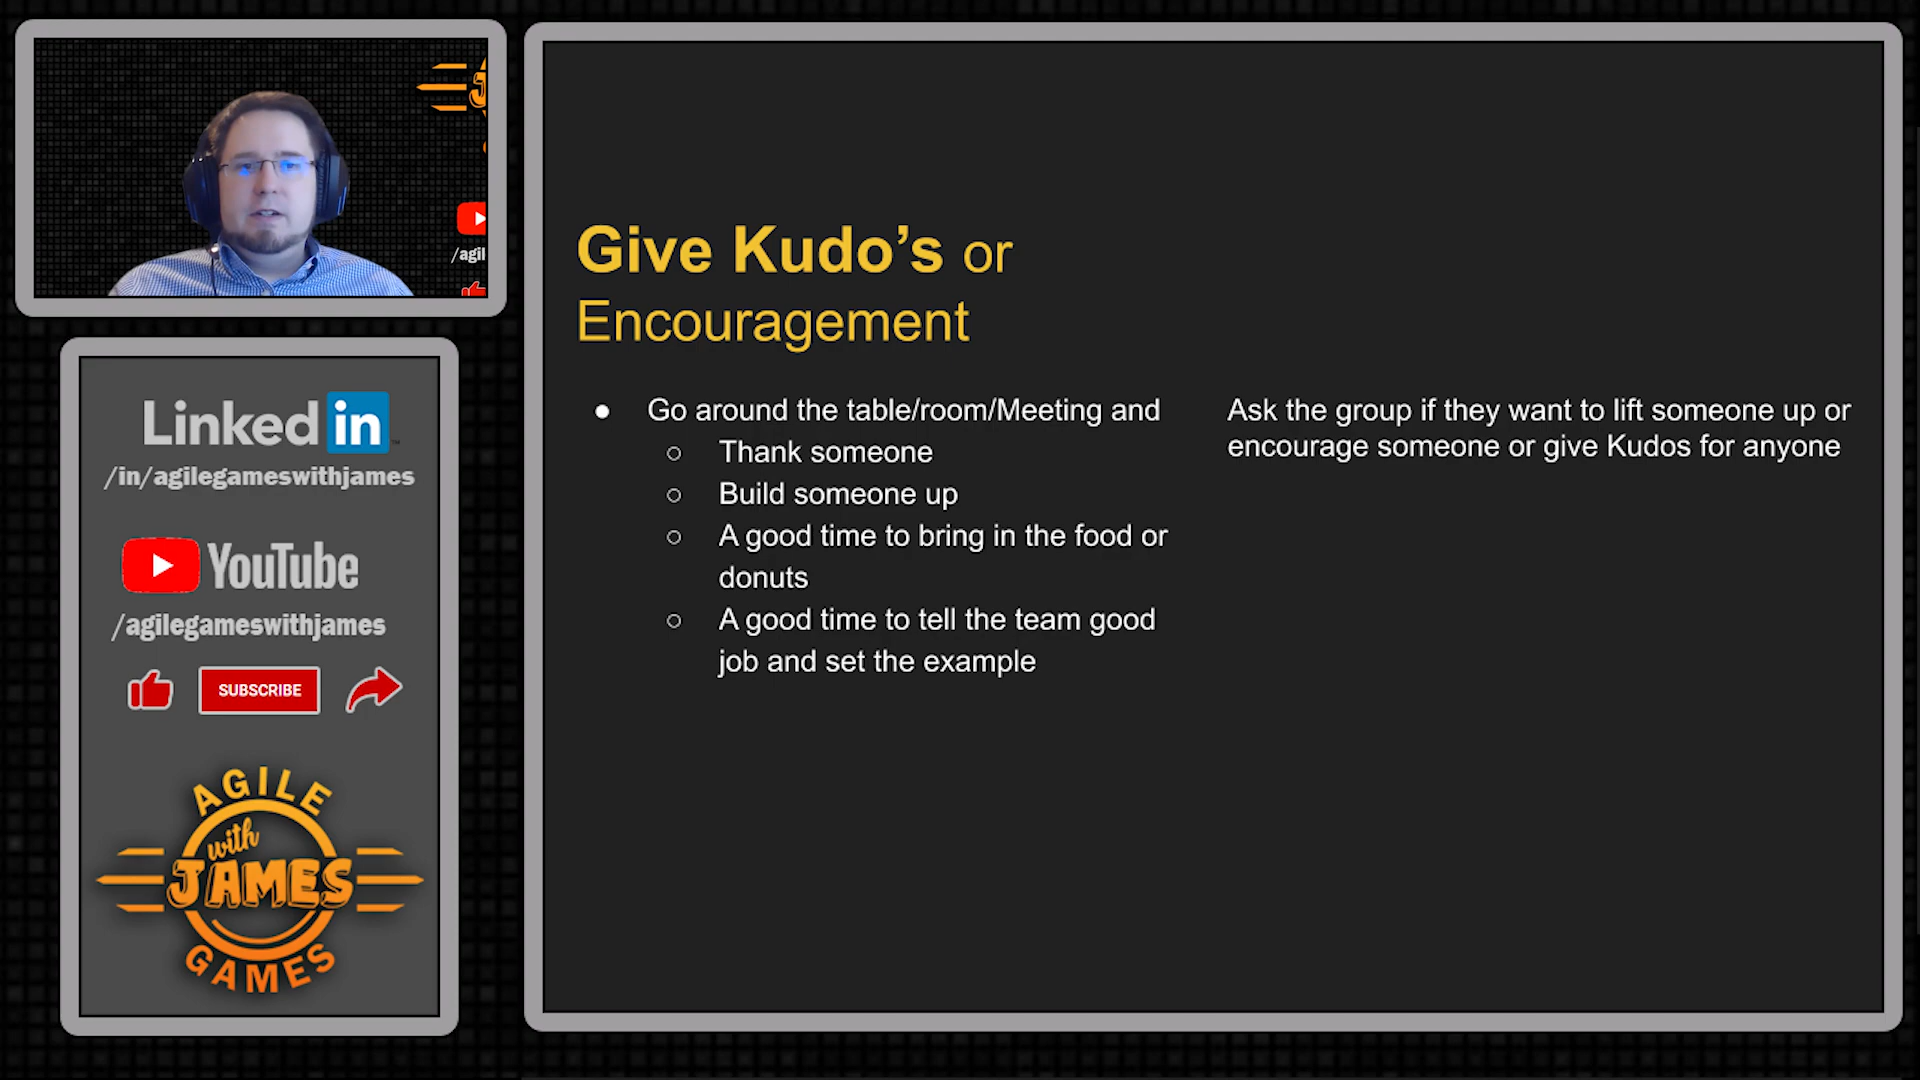 /agil
Linked in
/in/agilegameswithjames
YouTube
/agilegameswithjames
SUBSCRIBE
AGILE
with
JAMES
GAMES
Give Kudo’s or
Encouragement
● Go around the table/room/Meeting and
○ Thank someone
○ Build someone up
○ A good time to bring in the food or
donuts
○ A good time to tell the team good
job and set the example
Ask the group if they want to lift someone up or
encourage someone or give Kudos for anyone